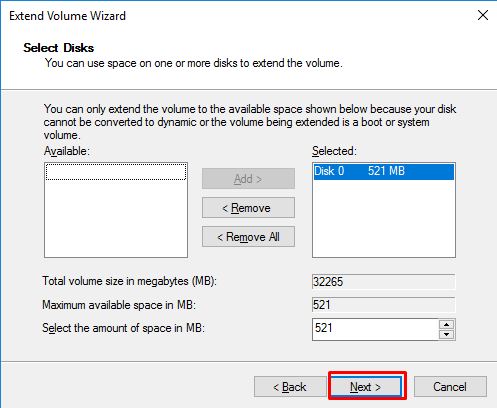 Extend Volume Wizard
Select Disks
You can use space on one or more disks to extend the volume.
You can only extend the volume to the available space shown below because your disk
cannot be converted to dynamic or the volume being extended is a boot or system
volume.
Available:
Selected:
Add >
< Remove
< Remove All
Disk 0 521 MB
Total volume size in megabytes (MB): 32265
Maximum available space in MB: 521
Select the amount of space in MB: 521
< Back Next > Cancel